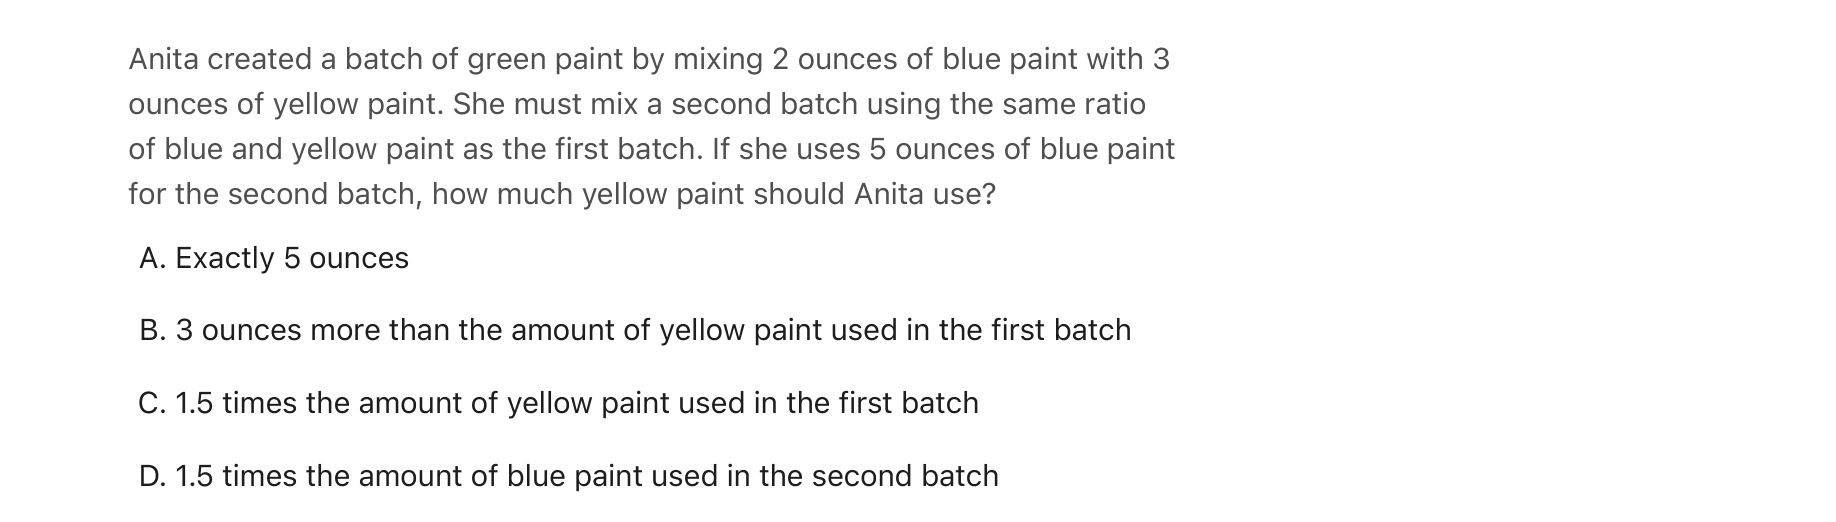 Anita created a batch of green paint by mixing 2 ounces of blue paint with 3
ounces of yellow paint. She must mix a second batch using the same ratio
of blue and yellow paint as the first batch. If she uses 5 ounces of blue paint
for the second batch, how much yellow paint should Anita use?
A. Exactly 5 ounces
B. 3 ounces more than the amount of yellow paint used in the first batch
C. 1.5 times the amount of yellow paint used in the first batch
D. 1.5 times the amount of blue paint used in the second batch